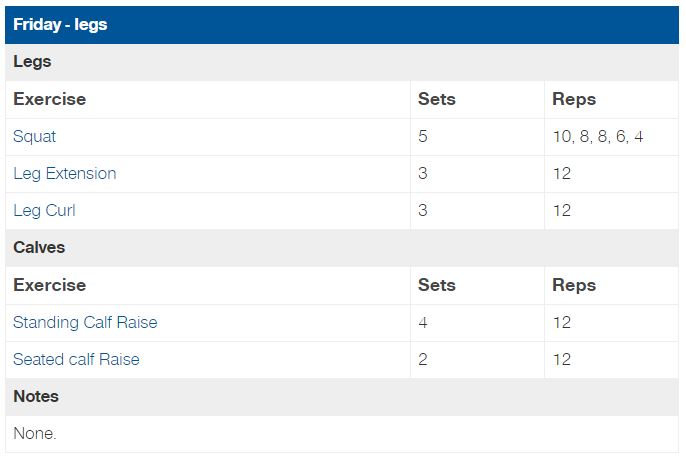 Friday - legs
Legs
Exercise Sets Reps
Squat 5 10, 8, 8, 6, 4
Leg Extension 3 12
Leg Curl 3 12
Calves
Exercise Sets Reps
Standing Calf Raise 4 12
Seated calf Raise 2 12
Notes
None.